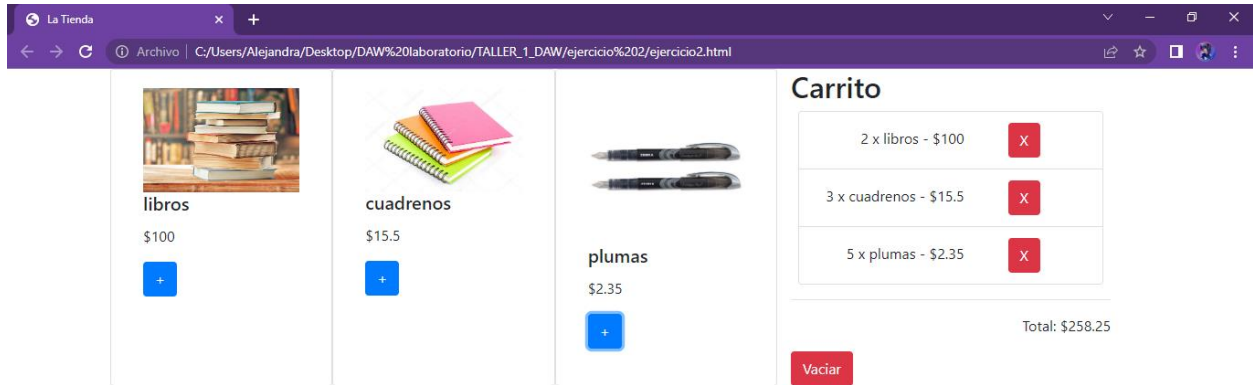 La Tienda
Archivo C:/Users/Alejandra/Desktop/DAW%20laboratorio/TALLER_1_DAW/ejercicio%202/ejercicio2.html
libros
$100
+
cuadrenos
$15.5
+
plumas
$2.35
+
Carrito
2 x libros - $100 X
3 x cuadrenos - $15.5 X
5 x plumas - $2.35 X
Total: $258.25
Vaciar